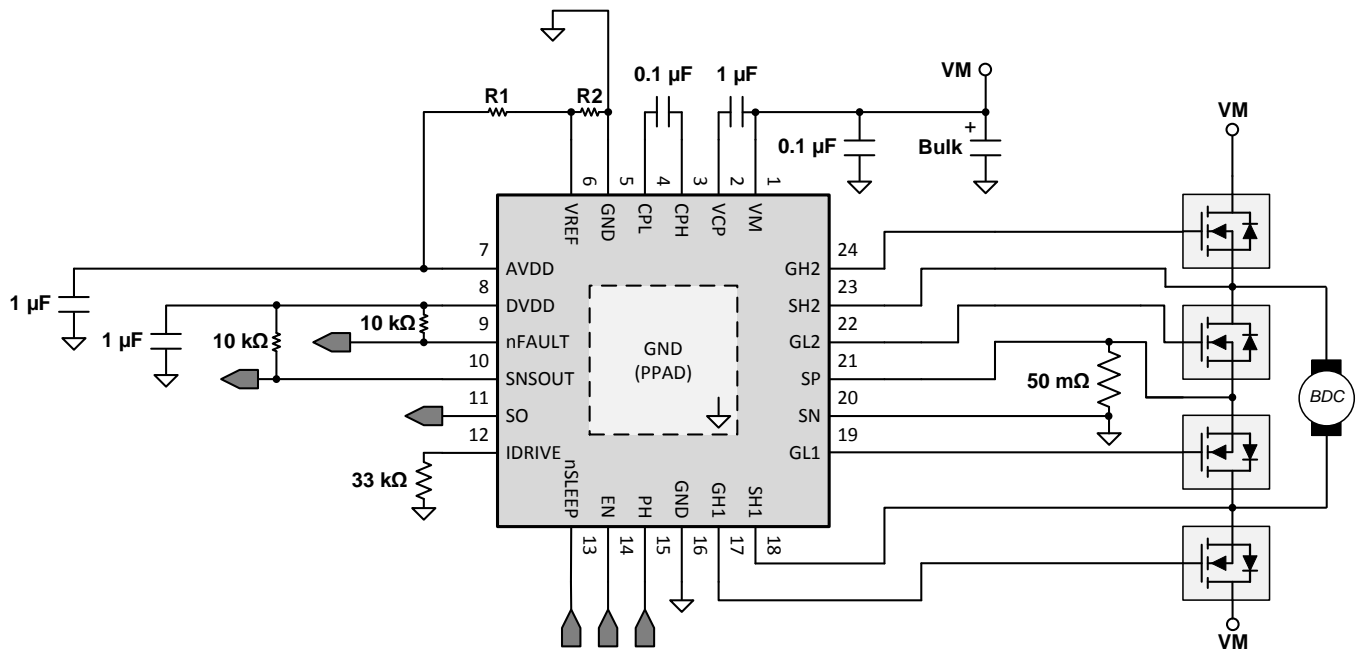 0.1 µF
1 µF
VM
R1
R2
VM
0.1 µF
+
Bulk
6
5
4
3
2
1
VREF
GND
CPL
CPH
VCP
VM
7
AVDD
24
GH2
1 µF
8
DVDD
23
SH2
1 µF
10 kΩ
10 kΩ
9
nFAULT
22
GL2
GND
(PPAD)
10
SNSOUT
21
SP
50 mΩ
BDC
11
SO
20
SN
12
IDRIVE
19
GL1
33 kΩ
nSLEEP
EN
PH
GND
GH1
SH1
13
14
15
16
17
18
VM